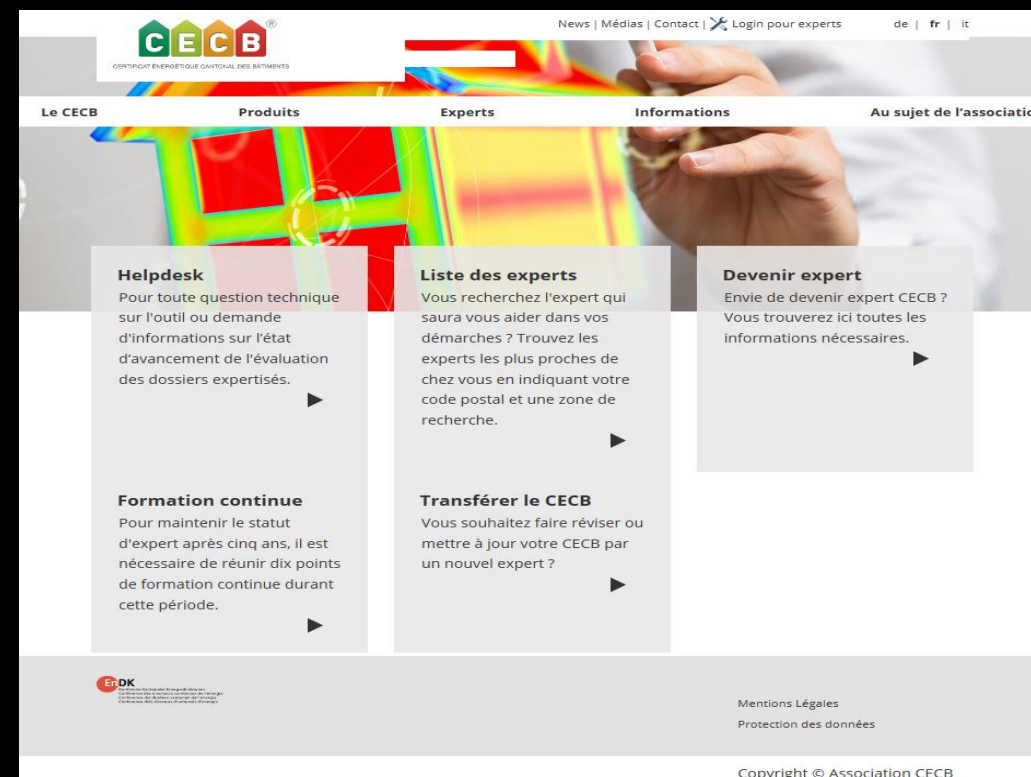 CECB®
CERTIFICAT ÉNERGÉTIQUE CANTONAL DES BÂTIMENTS
News | Médias | Contact | Login pour experts
de | fr | it
Le CECB
Produits
Experts
Informations
Au sujet de l’associatio
Helpdesk
Pour toute question technique
sur l'outil ou demande
d'informations sur l’état
d’avancement de l'évaluation
des dossiers expertisés.
Liste des experts
Vous recherchez l'expert qui
saura vous aider dans vos
démarches ? Trouvez les
experts les plus proches de
chez vous en indiquant votre
code postal et une zone de
recherche.
Devenir expert
Envie de devenir expert CECB ?
Vous trouverez ici toutes les
informations nécessaires.
Formation continue
Pour maintenir le statut
d'expert après cinq ans, il est
nécessaire de réunir dix points
de formation continue durant
cette période.
Transférer le CECB
Vous souhaitez faire réviser ou
mettre à jour votre CECB par
un nouvel expert ?
EnDK
Mentions Légales
Protection des données
Copyright © Association CECB